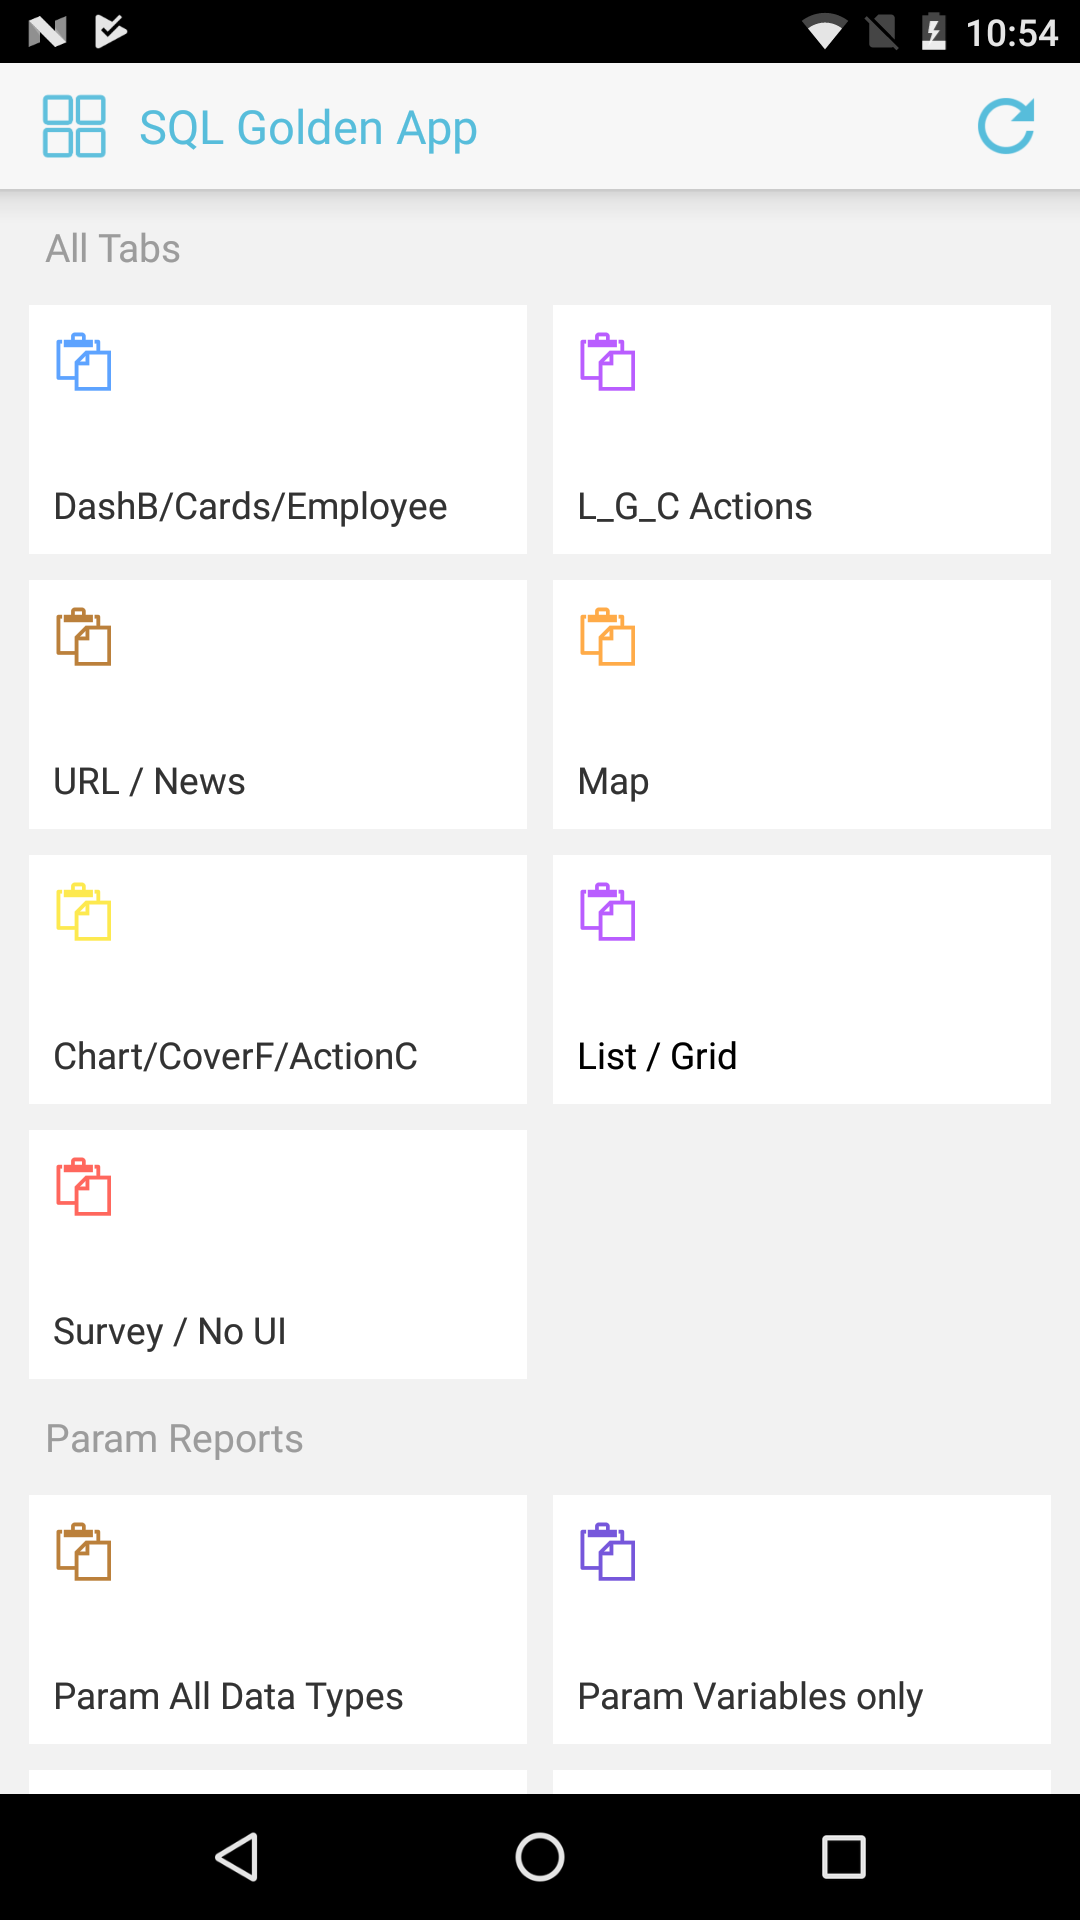 10:54
SQL Golden App
All Tabs
DashB/Cards/Employee
L_G_C Actions
URL / News
Map
Chart/CoverF/ActionC
List / Grid
Survey / No UI
Param Reports
Param All Data Types
Param Variables only